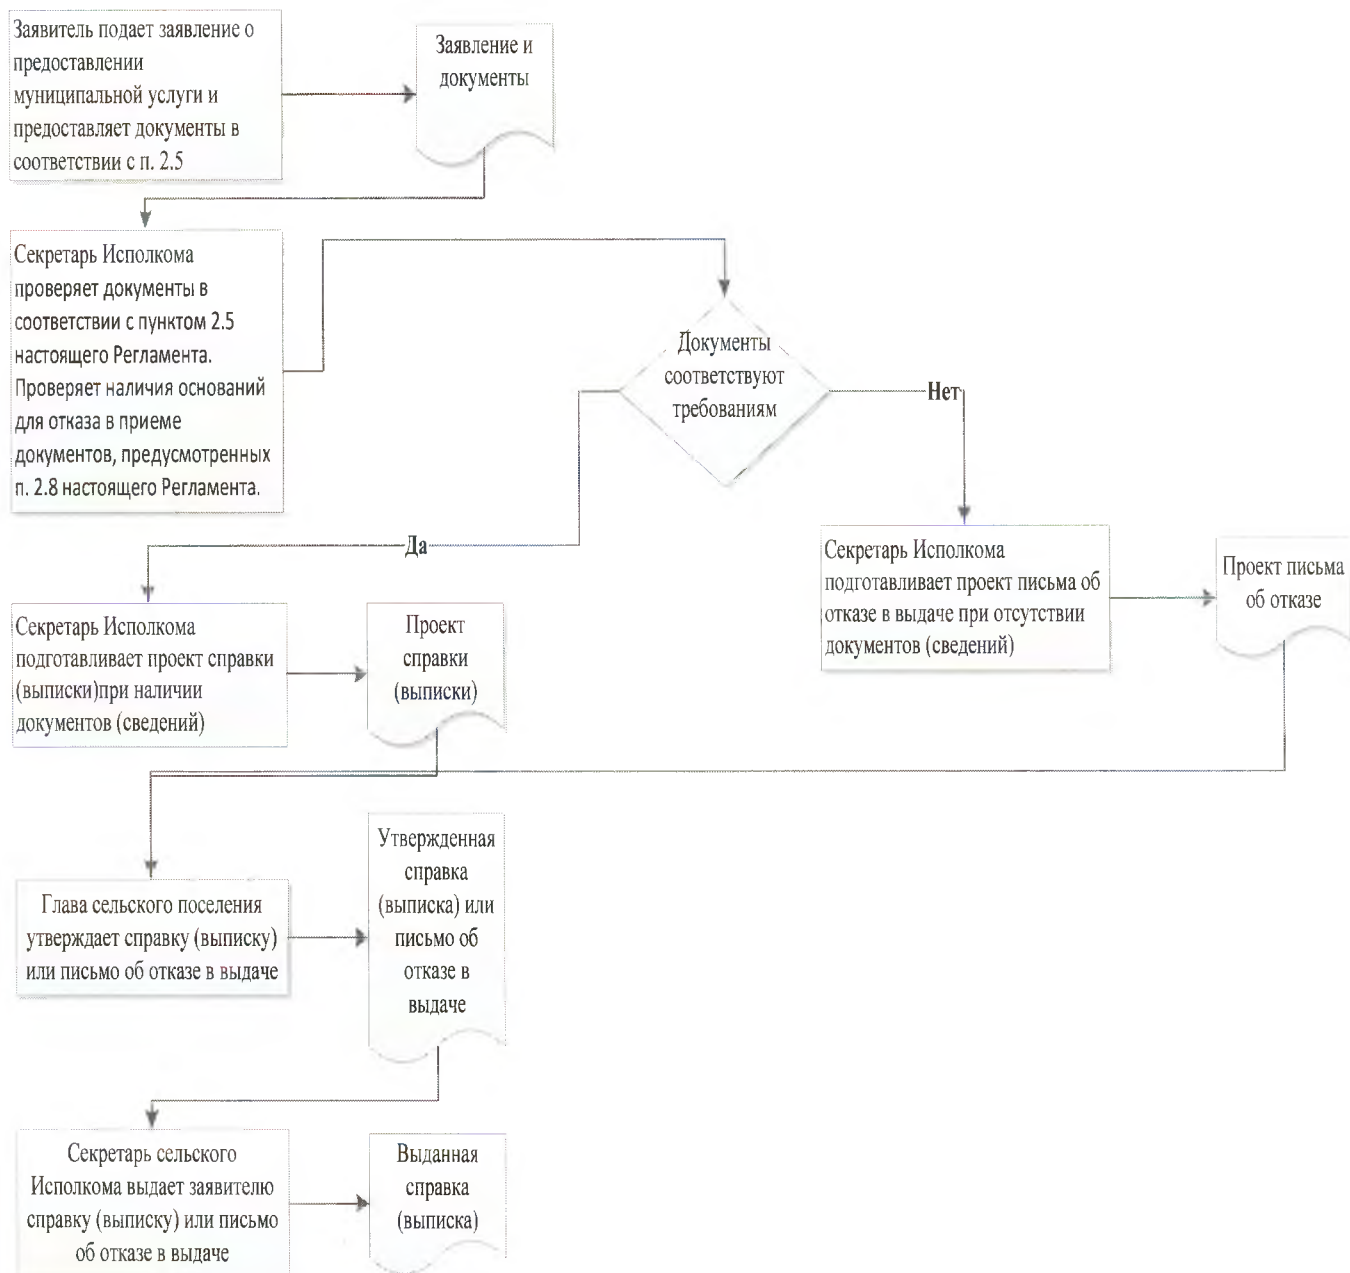 Заявитель подает заявление о
предоставлении
муниципальной услуги и
предоставляет документы в
соответствии с п. 2.5
Заявление и
документы
Секретарь Исполкома
проверяет документы в
соответствии с пунктом 2.5
настоящего Регламента.
Проверяет наличия оснований
для отказа в приеме
документов, предусмотренных
п. 2.8 настоящего Регламента.
Документы
соответствуют
требованиям
Нет
Да
Секретарь Исполкома
подготавливает проект письма об
отказе в выдаче при отсутствии
документов (сведений)
Проект письма
об отказе
Секретарь Исполкома
подготавливает проект справки
(выписки)при наличии
документов (сведений)
Проект
справки
(выписки)
Глава сельского поселения
утверждает справку (выписку)
или письмо об отказе в выдаче
Утвержденная
справка
(выписка) или
письмо об
отказе в
выдаче
Секретарь сельского
Исполкома выдает заявителю
справку (выписку) или письмо
об отказе в выдаче
Выданная
справка
(выписка)